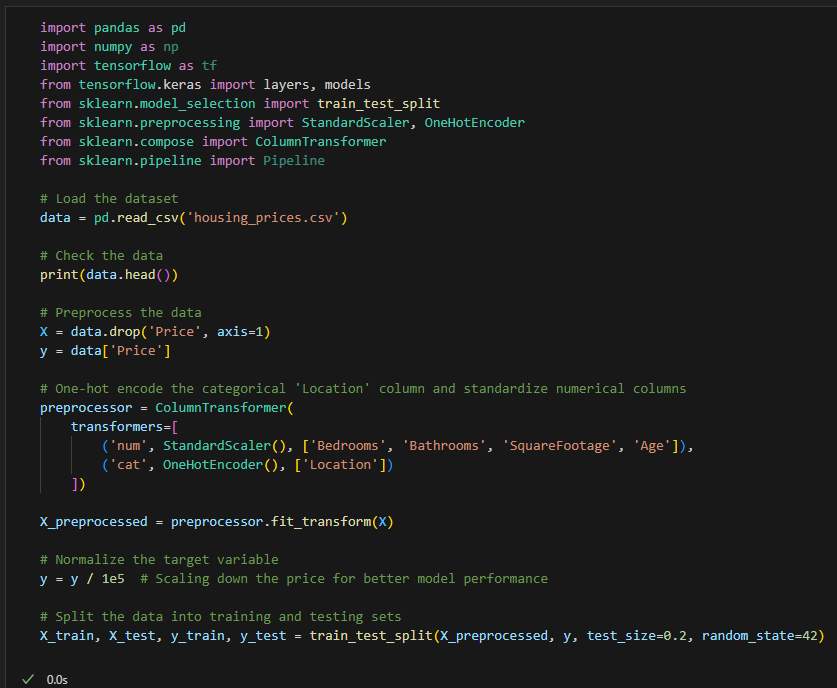 import pandas as pd
import numpy as np
import tensorflow as tf
from tensorflow.keras import layers, models
from sklearn.model_selection import train_test_split
from sklearn.preprocessing import StandardScaler, OneHotEncoder
from sklearn.compose import ColumnTransformer
from sklearn.pipeline import Pipeline
# Load the dataset
data = pd.read_csv('housing_prices.csv')
# Check the data
print(data.head())
# Preprocess the data
X = data.drop('Price', axis=1)
y = data['Price']
# One-hot encode the categorical 'Location' column and standardize numerical columns
preprocessor = ColumnTransformer(
    transformers=[
        ('num', StandardScaler(), ['Bedrooms', 'Bathrooms', 'SquareFootage', 'Age']),
        ('cat', OneHotEncoder(), ['Location'])
    ])
X_preprocessed = preprocessor.fit_transform(X)
# Normalize the target variable
y = y / 1e5  # Scaling down the price for better model performance
# Split the data into training and testing sets
X_train, X_test, y_train, y_test = train_test_split(X_preprocessed, y, test_size=0.2, random_state=42)
✓ 0.0s